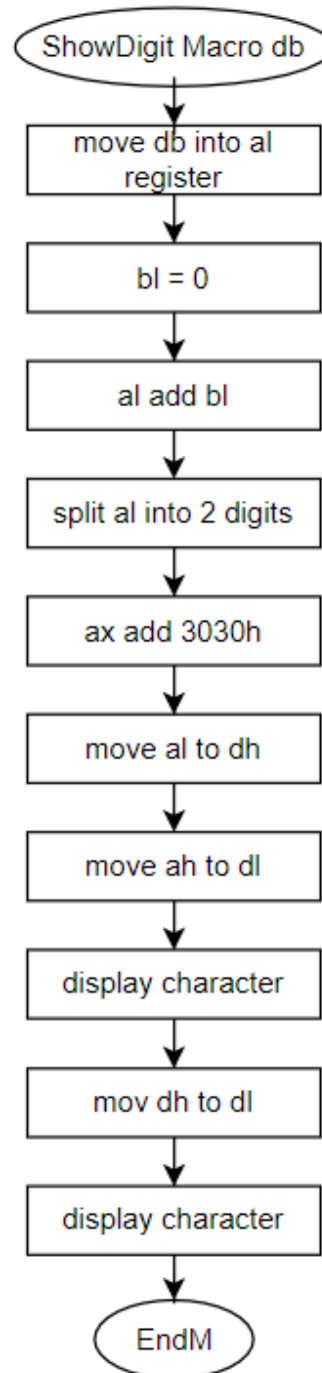 ShowDigit Macro db
move db into al
register
bl = 0
al add bl
split al into 2 digits
ax add 3030h
move al to dh
move ah to dl
display character
mov dh to dl
display character
EndM